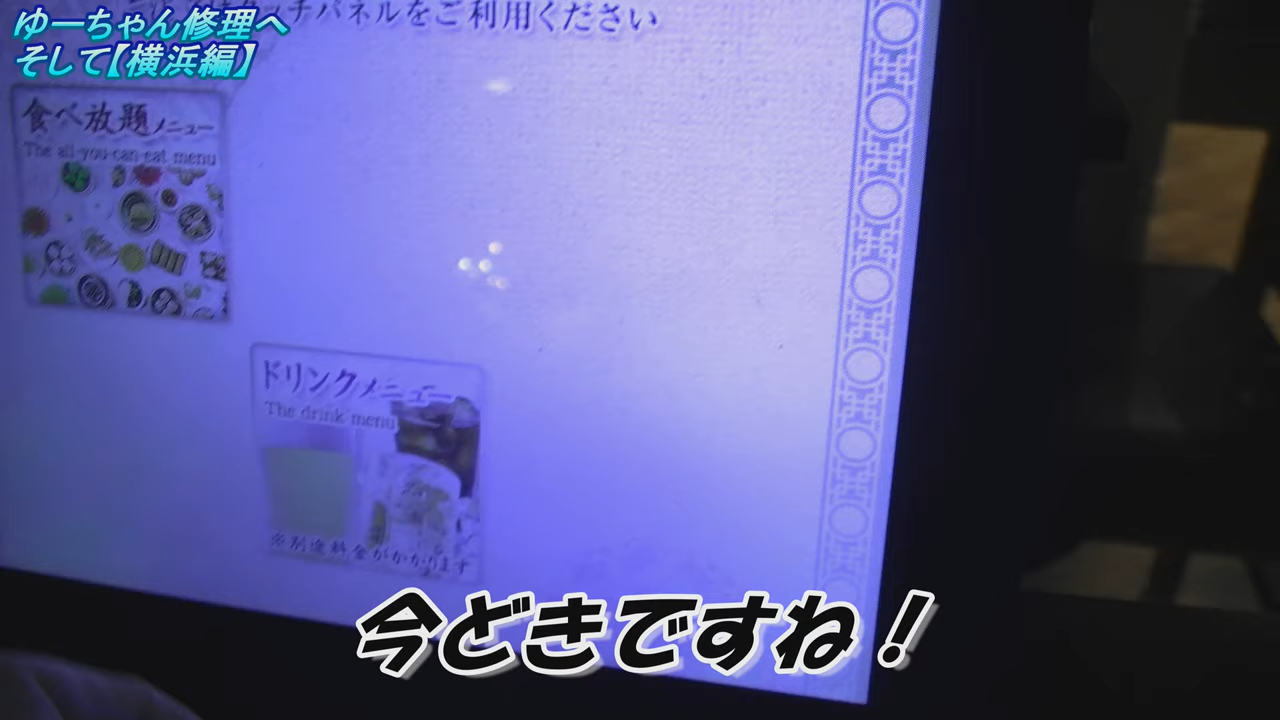 ゆーちゃん修理へ
そして【横浜編】
ッチパネルをご利用ください
食べ放題メニュー
The all-you-can-eat menu
ドリンクメニュー
The drink menu
※別途料金がかかります
今どきですね！